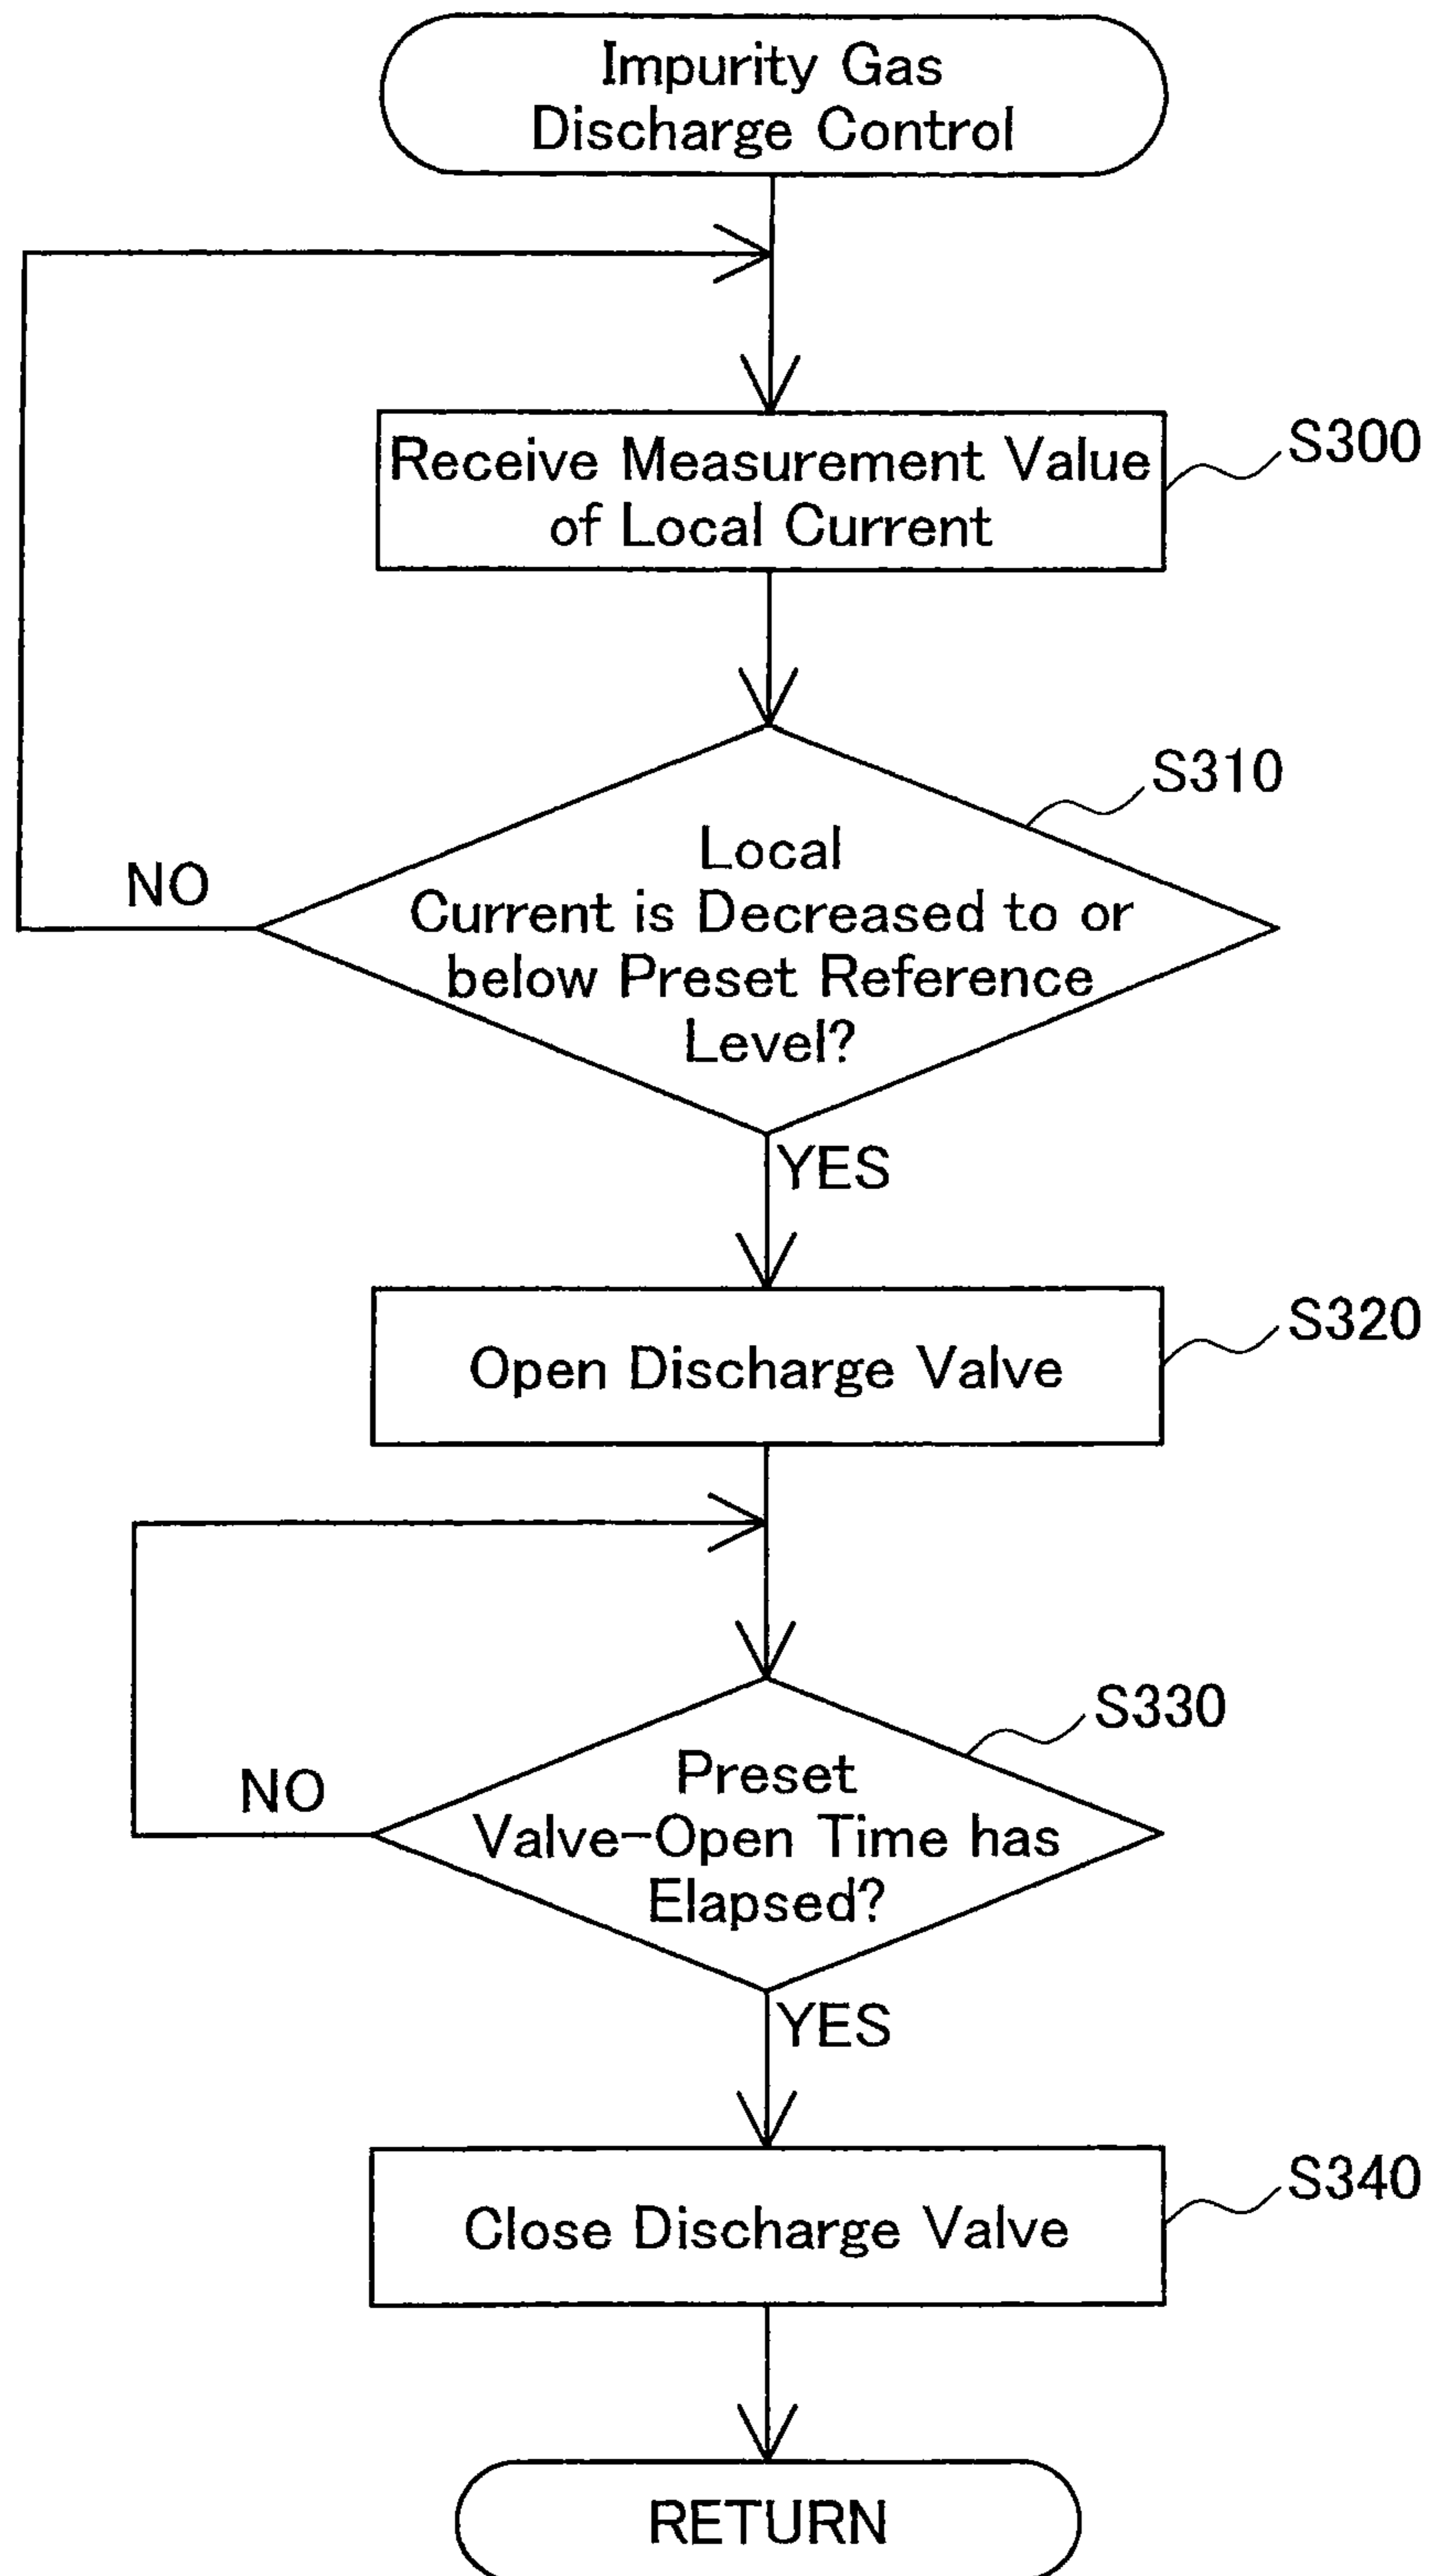 Impurity Gas
Discharge Control
Receive Measurement Value
of Local Current
S300
S310
Local
Current is Decreased to or
below Preset Reference
Level?
NO
YES
Open Discharge Valve
S320
S330
Preset
Valve-Open Time has
Elapsed?
NO
YES
Close Discharge Valve
S340
RETURN